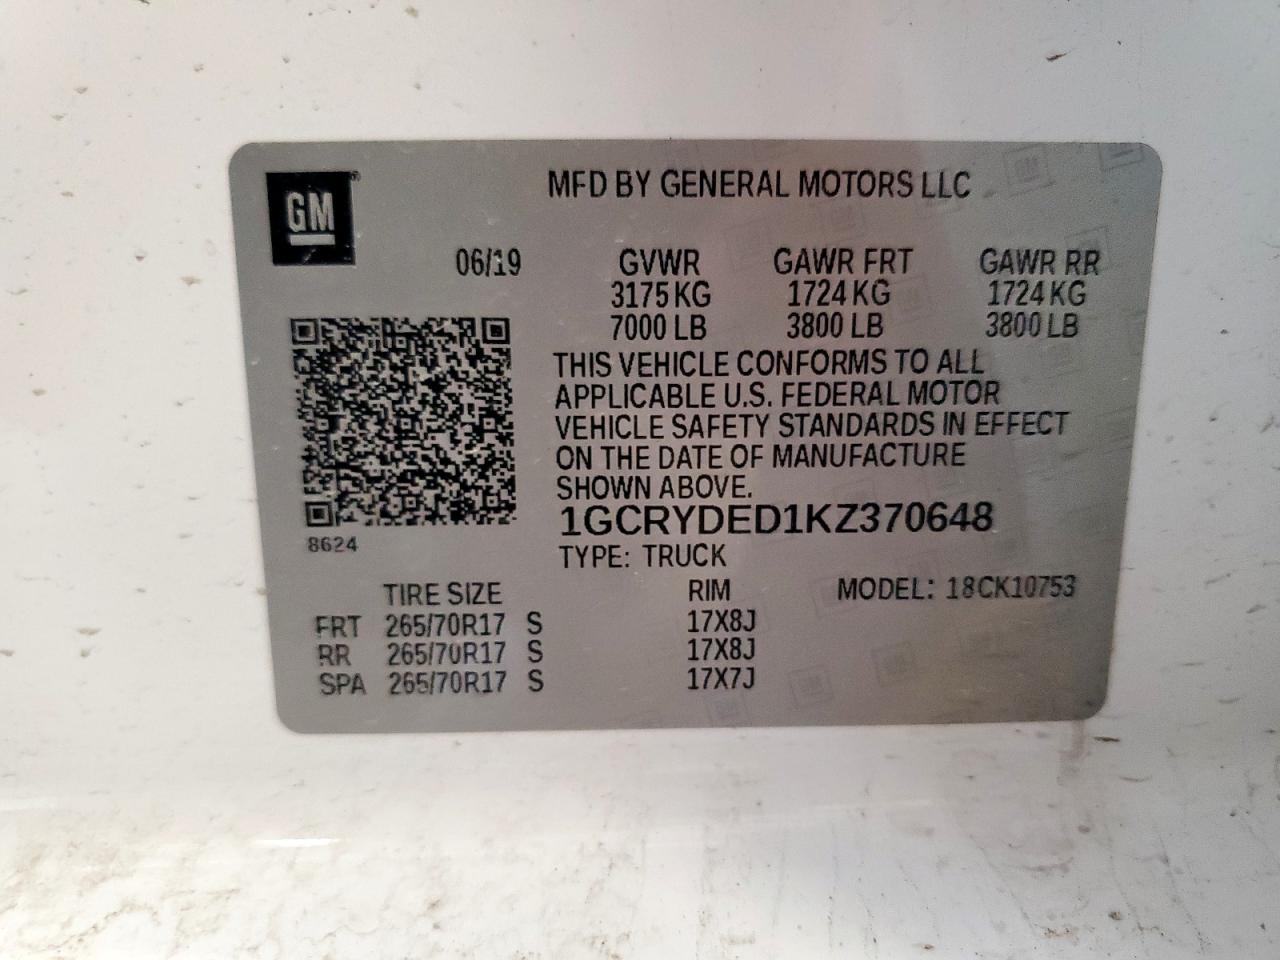 GM
MFD BY GENERAL MOTORS LLC
06/19 GVWR GAWR FRT GAWR RR
3175 KG 1724 KG 1724 KG
7000 LB 3800 LB 3800 LB
THIS VEHICLE CONFORMS TO ALL
APPLICABLE U.S. FEDERAL MOTOR
VEHICLE SAFETY STANDARDS IN EFFECT
ON THE DATE OF MANUFACTURE
SHOWN ABOVE.
1GCRYDED1KZ370648
8624
TYPE: TRUCK
TIRE SIZE RIM MODEL: 18CK10753
FRT 265/70R17 S 17X8J
RR 265/70R17 S 17X8J
SPA 265/70R17 S 17X7J